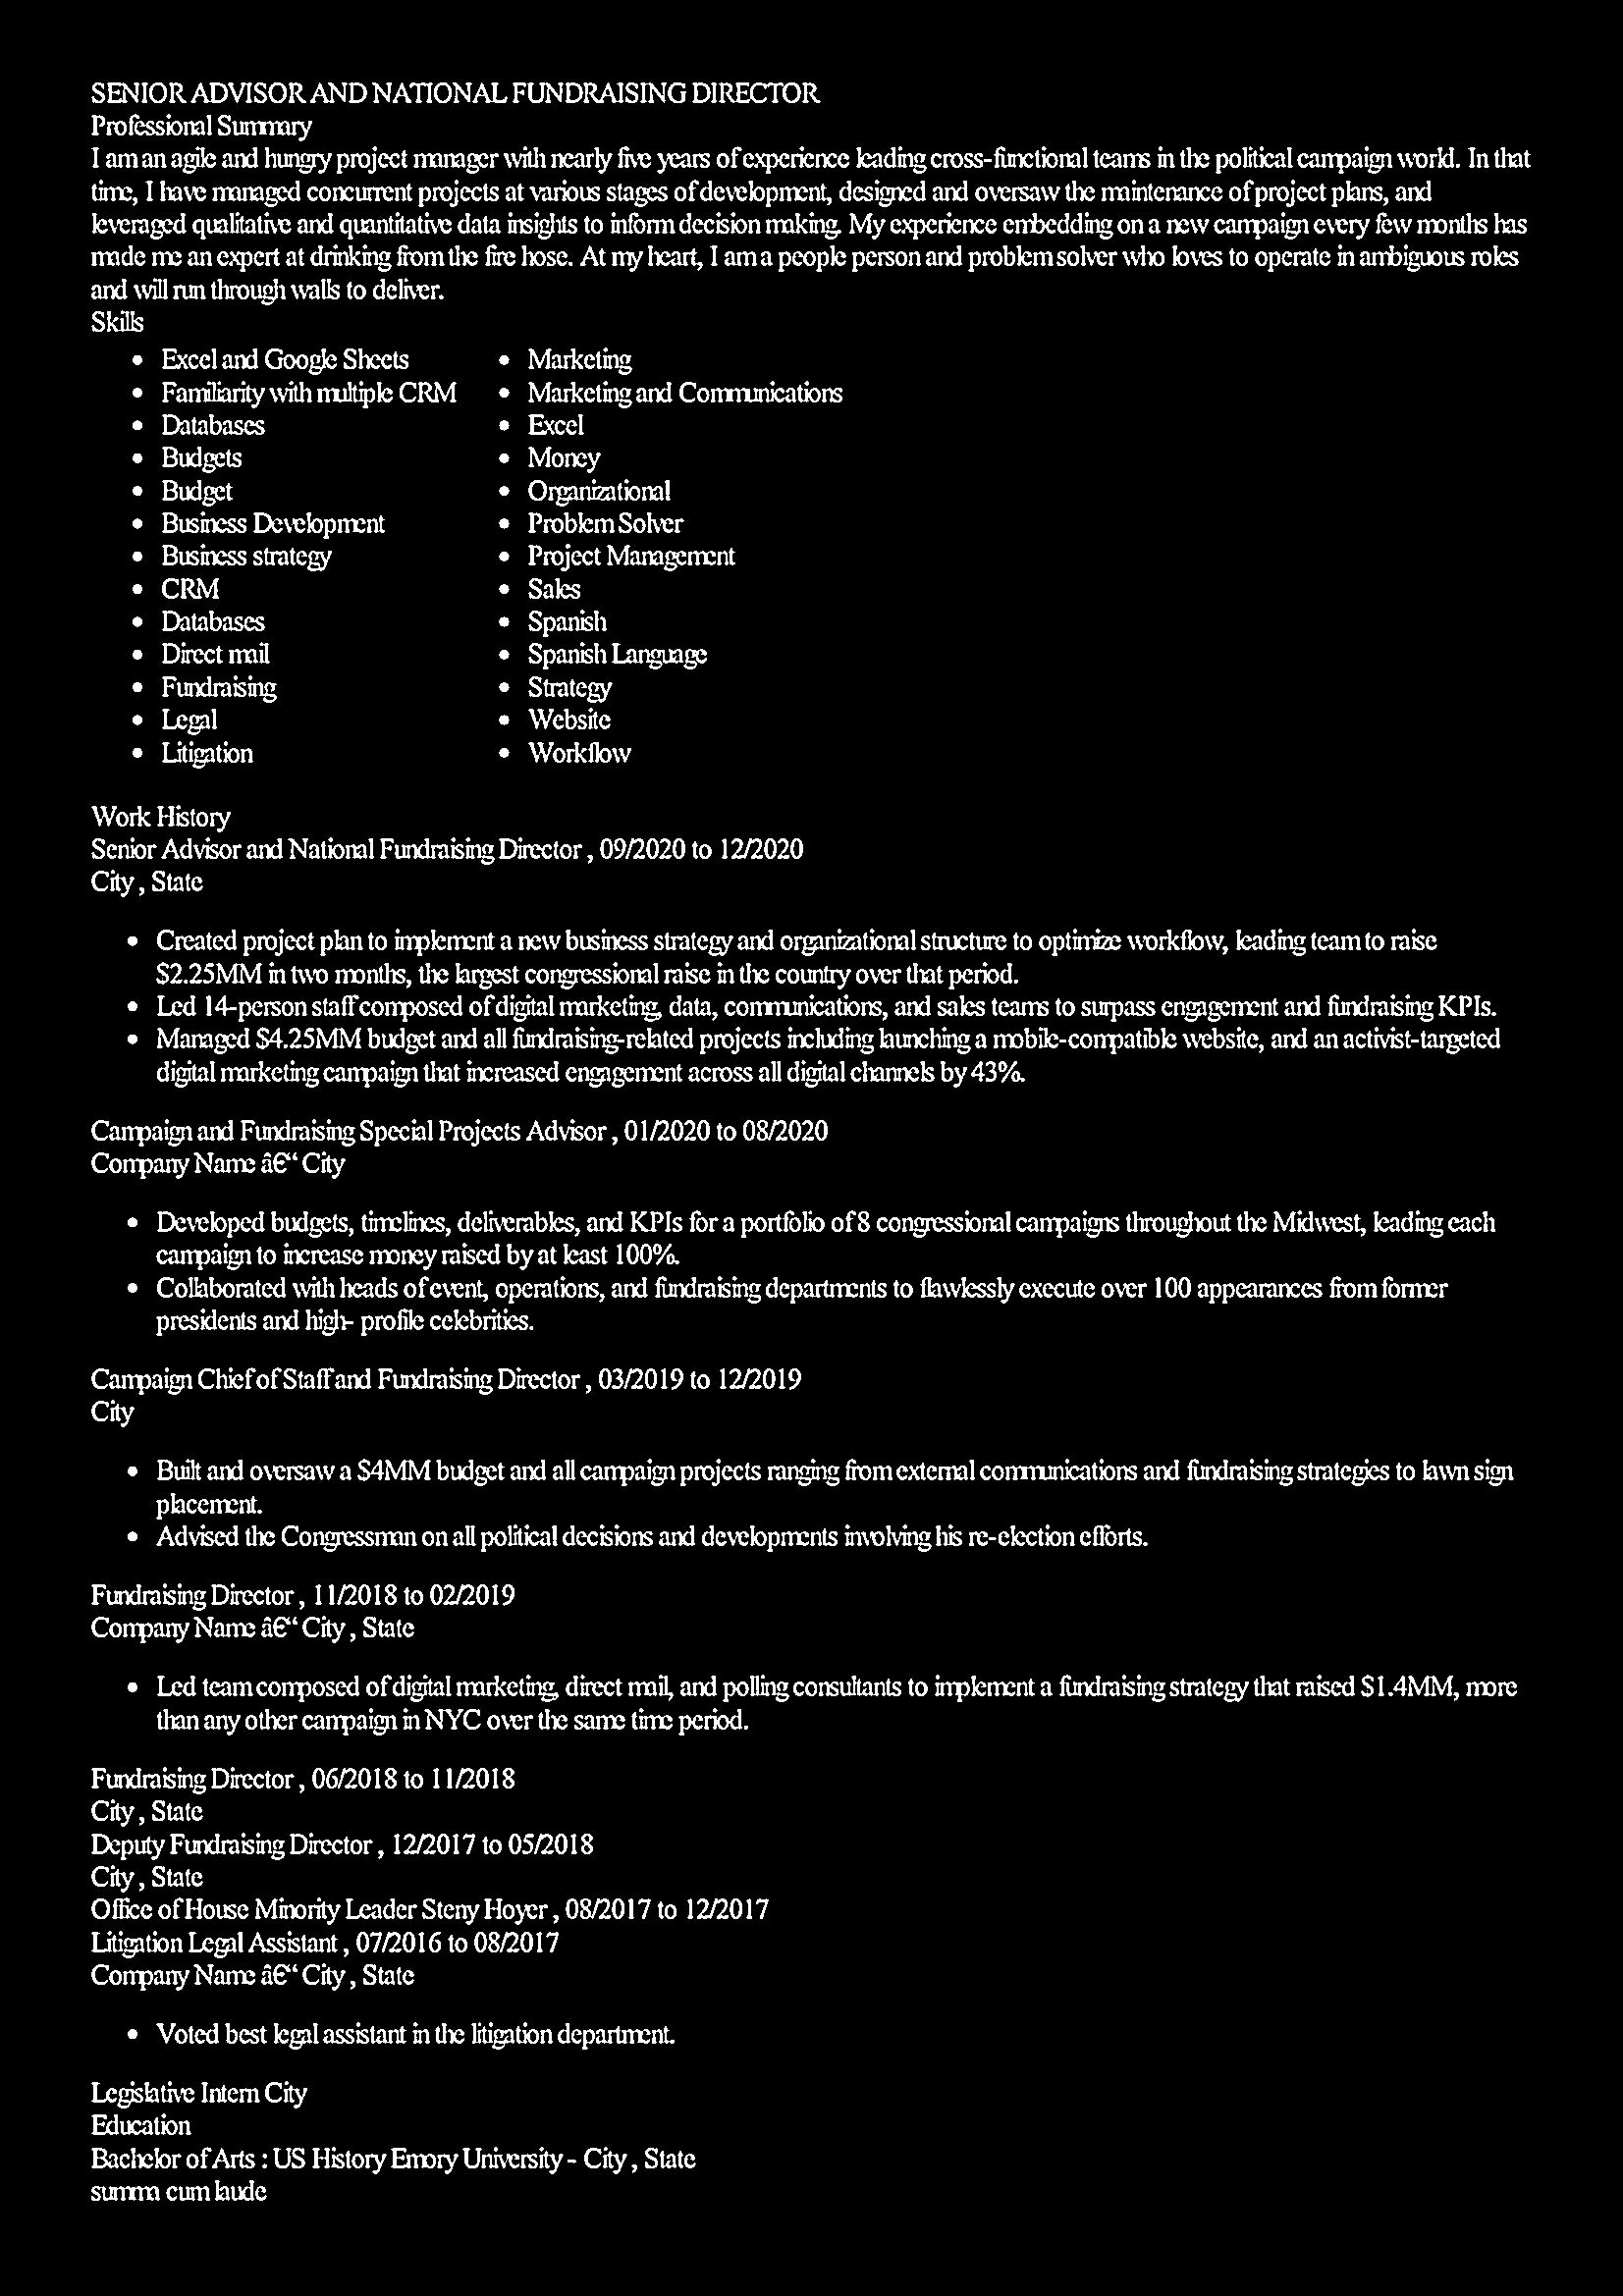 SENIOR ADVISOR AND NATIONAL FUNDRAISING DIRECTOR
Professional Summary
I am an agile and hungry project manager with nearly five years of experience leading cross-functional teams in the political campaign world. In that
time, I have managed concurrent projects at various stages of development, designed and oversaw the maintenance of project plans, and
leveraged qualitative and quantitative data insights to inform decision making. My experience embedding on a new campaign every few months has
made me an expert at drinking from the fire hose. At my heart, I am a people person and problem solver who loves to operate in ambiguous roles
and will run through walls to deliver.
Skills
• Excel and Google Sheets
• Familiarity with multiple CRM
• Databases
• Budgets
• Budget
• Business Development
• Business strategy
• CRM
• Databases
• Direct mail
• Fundraising
• Legal
• Litigation
• Marketing
• Marketing and Communications
• Excel
• Money
• Organizational
• Problem Solver
• Project Management
• Sales
• Spanish
• Spanish Language
• Strategy
• Website
• Workflow
Work History
Senior Advisor and National Fundraising Director , 09/2020 to 12/2020
City , State
• Created project plan to implement a new business strategy and organizational structure to optimize workflow, leading team to raise
$2.25MM in two months, the largest congressional raise in the country over that period.
• Led 14-person staff composed of digital marketing, data, communications, and sales teams to surpass engagement and fundraising KPIs.
• Managed $4.25MM budget and all fundraising-related projects including launching a mobile-compatible website, and an activist-targeted
digital marketing campaign that increased engagement across all digital channels by 43%.
Campaign and Fundraising Special Projects Advisor , 01/2020 to 08/2020
Company Name â€“ City
• Developed budgets, timelines, deliverables, and KPIs for a portfolio of 8 congressional campaigns throughout the Midwest, leading each
campaign to increase money raised by at least 100%.
• Collaborated with heads of event, operations, and fundraising departments to flawlessly execute over 100 appearances from former
presidents and high- profile celebrities.
Campaign Chief of Staff and Fundraising Director , 03/2019 to 12/2019
City
• Built and oversaw a $4MM budget and all campaign projects ranging from external communications and fundraising strategies to lawn sign
placement.
• Advised the Congressman on all political decisions and developments involving his re-election efforts.
Fundraising Director , 11/2018 to 02/2019
Company Name â€“ City , State
• Led team composed of digital marketing, direct mail, and polling consultants to implement a fundraising strategy that raised $1.4MM, more
than any other campaign in NYC over the same time period.
Fundraising Director , 06/2018 to 11/2018
City , State
Deputy Fundraising Director , 12/2017 to 05/2018
City , State
Office of House Minority Leader Steny Hoyer , 08/2017 to 12/2017
Litigation Legal Assistant , 07/2016 to 08/2017
Company Name â€“ City , State
• Voted best legal assistant in the litigation department.
Legislative Intern City
Education
Bachelor of Arts : US History Emory University - City , State
summa cum laude